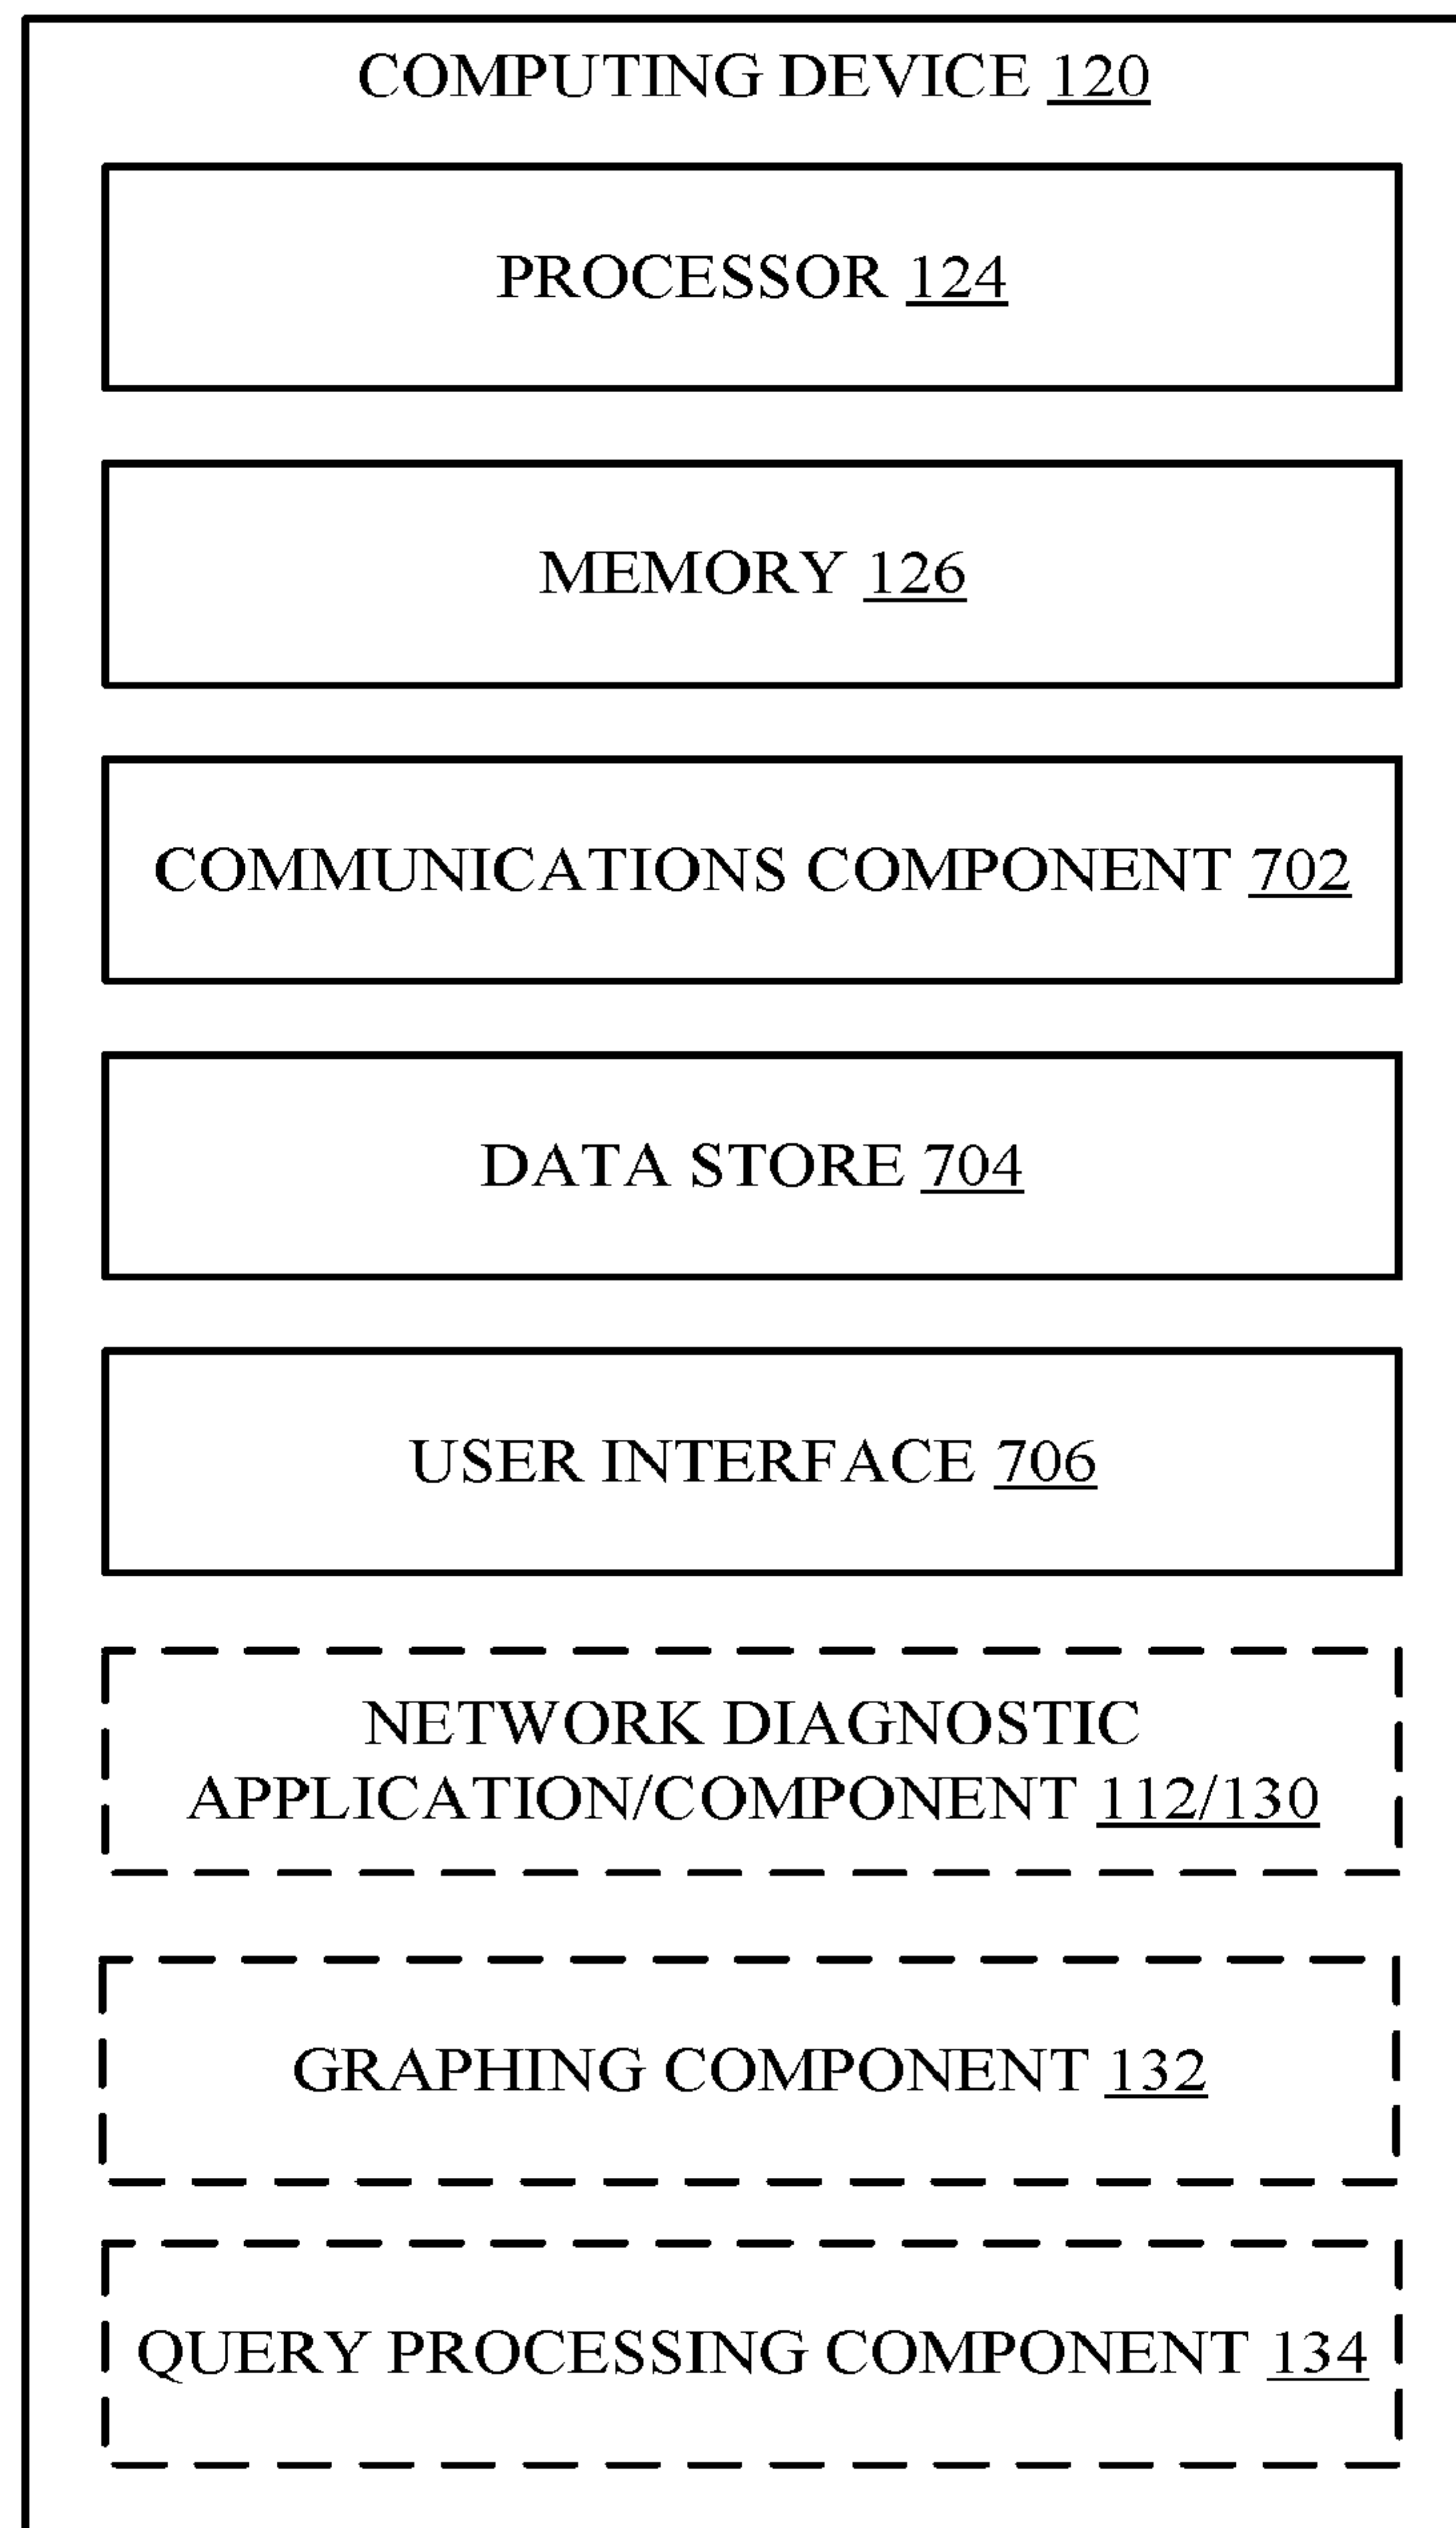 COMPUTING DEVICE 120
PROCESSOR 124
MEMORY 126
COMMUNICATIONS COMPONENT 702
DATA STORE 704
USER INTERFACE 706
NETWORK DIAGNOSTIC
APPLICATION/COMPONENT 112/130
GRAPHING COMPONENT 132
QUERY PROCESSING COMPONENT 134